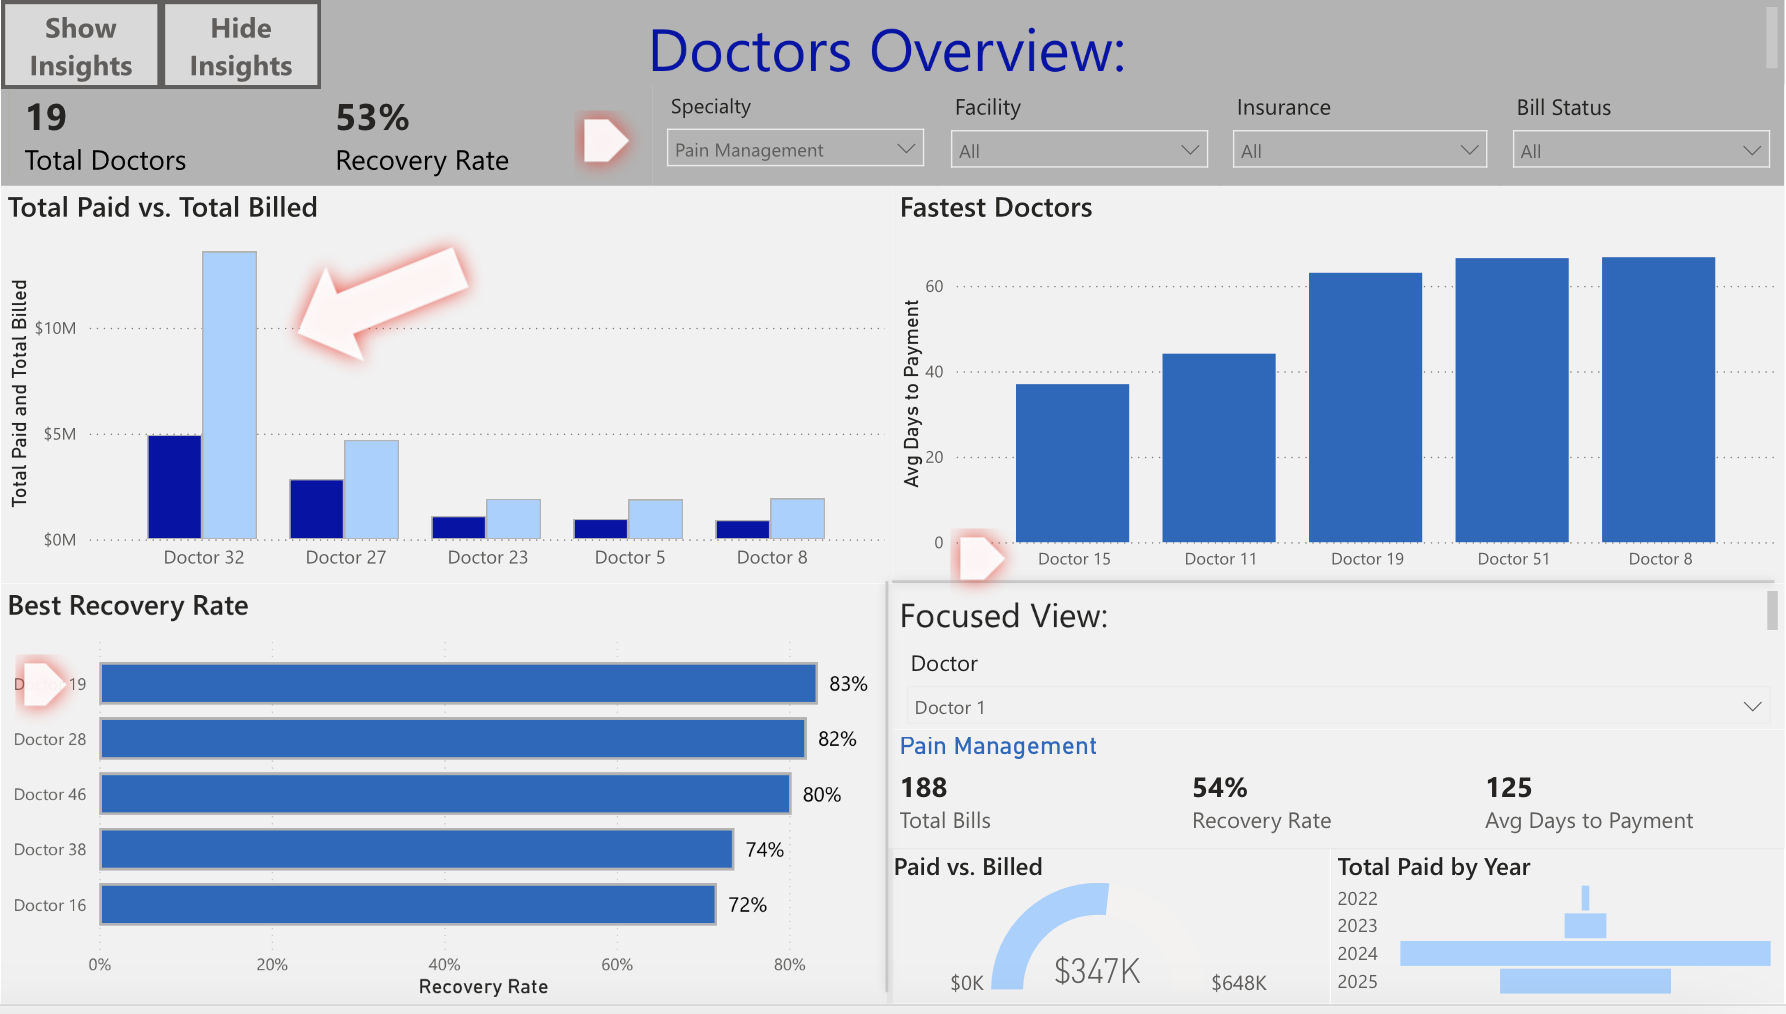 Show Insights
Hide Insights
Doctors Overview:
19
Total Doctors
53%
Recovery Rate
Specialty
Pain Management
Facility
All
Insurance
All
Bill Status
All
Total Paid vs. Total Billed
Total Paid and Total Billed
$10M
$5M
$0M
Doctor 32
Doctor 27
Doctor 23
Doctor 5
Doctor 8
Fastest Doctors
Avg Days to Payment
60
40
20
0
Doctor 15
Doctor 11
Doctor 19
Doctor 51
Doctor 8
Best Recovery Rate
Doctor 19
83%
Doctor 28
82%
Doctor 46
80%
Doctor 38
74%
Doctor 16
72%
0%
20%
40%
60%
80%
Recovery Rate
Focused View:
Doctor
Doctor 1
Pain Management
188
Total Bills
54%
Recovery Rate
125
Avg Days to Payment
Paid vs. Billed
$0K
$347K
$648K
Total Paid by Year
2022
2023
2024
2025